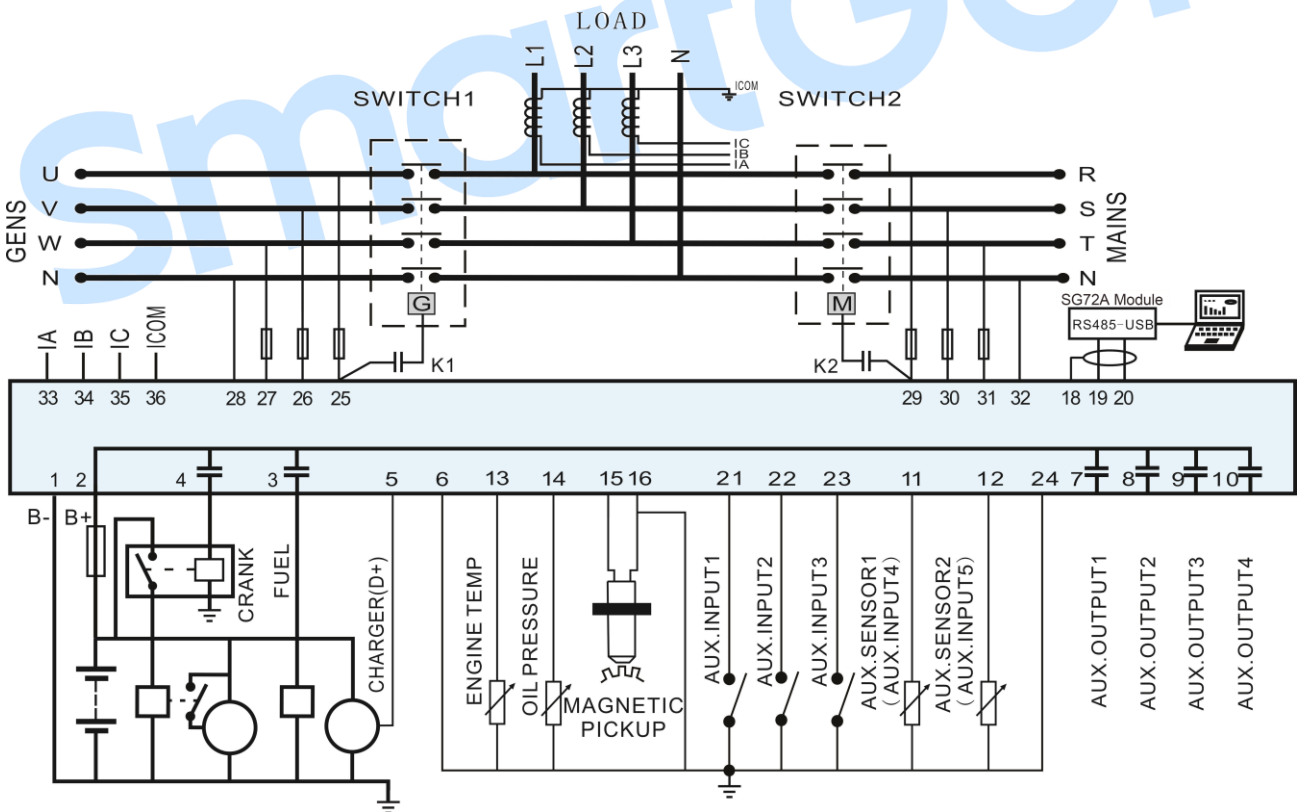 smartGen
LOAD
L1 L2 L3 N
ICOM
SWITCH1
SWITCH2
IC
IB
IA
GENS
MAINS
U
V
W
N
R
S
T
N
G
M
K1
K2
SG72A Module
RS485-USB
IA IB IC ICOM
33 34 35 36 28 27 26 25 29 30 31 32 18 19 20
1 2 4 3 5 6 13 14 15 16 21 22 23 11 12 24 7 8 9 10
B- B+
CRANK
FUEL
CHARGER(D+)
ENGINE TEMP
OIL PRESSURE
MAGNETIC
PICKUP
AUX.INPUT1
AUX.INPUT2
AUX.INPUT3
AUX.SENSOR1
(AUX.INPUT4)
AUX.SENSOR2
(AUX.INPUT5)
AUX.OUTPUT1
AUX.OUTPUT2
AUX.OUTPUT3
AUX.OUTPUT4